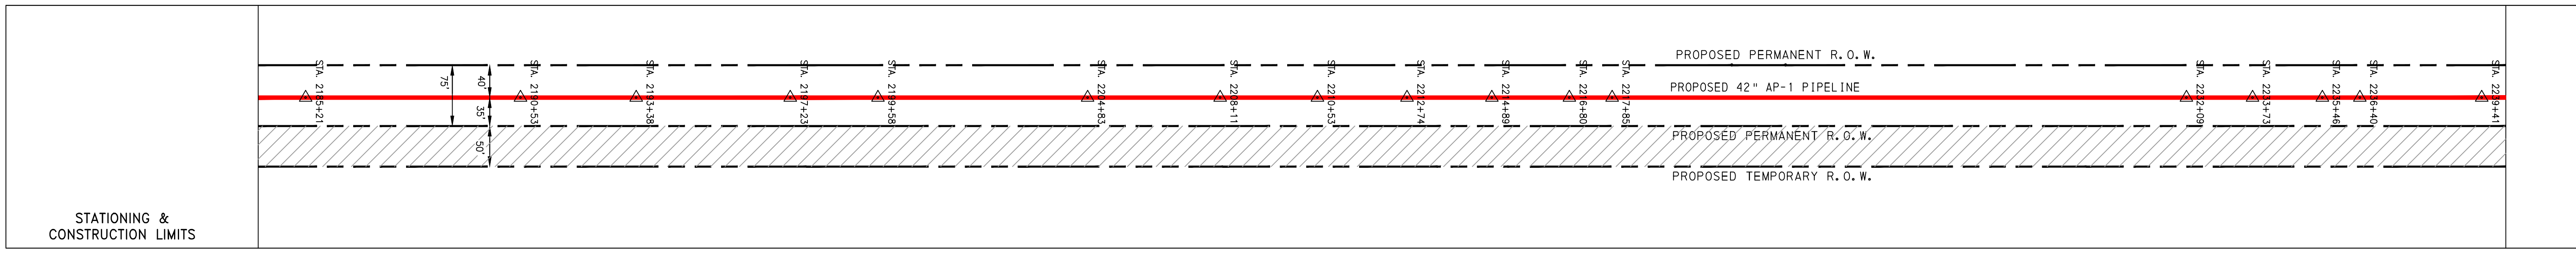 PROPOSED PERMANENT R.O.W.
STA. 2185+21
75'
40'
35'
50'
STA. 2190+53
STA. 2193+38
STA. 2197+23
STA. 2199+58
STA. 2204+83
STA. 2208+11
STA. 2210+53
STA. 2212+74
STA. 2214+89
STA. 2216+80
STA. 2217+85
PROPOSED 42" AP-1 PIPELINE
STA. 2232+09
STA. 2233+73
STA. 2235+46
STA. 2236+40
STA. 2239+41
PROPOSED PERMANENT R.O.W.
PROPOSED TEMPORARY R.O.W.
STATIONING &
CONSTRUCTION LIMITS